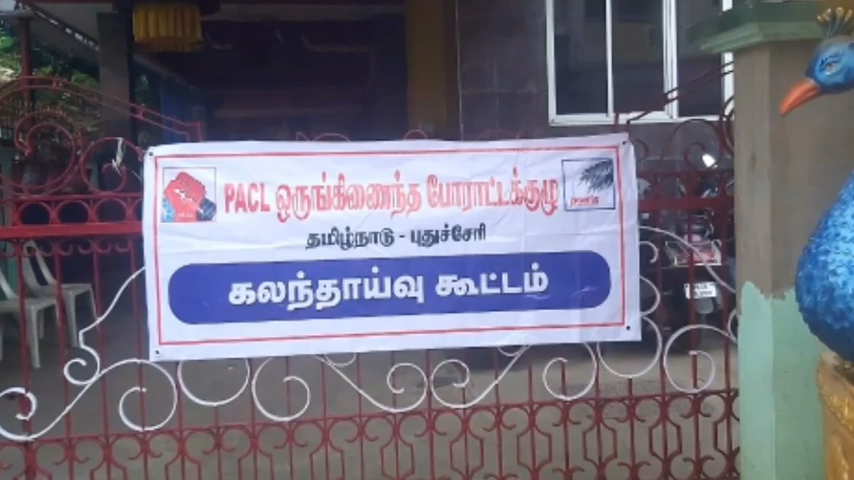 PACL ஒருங்கிணைந்த போராட்டக்குழு
தமிழ்நாடு - புதுச்சேரி
கலந்தாய்வு கூட்டம்